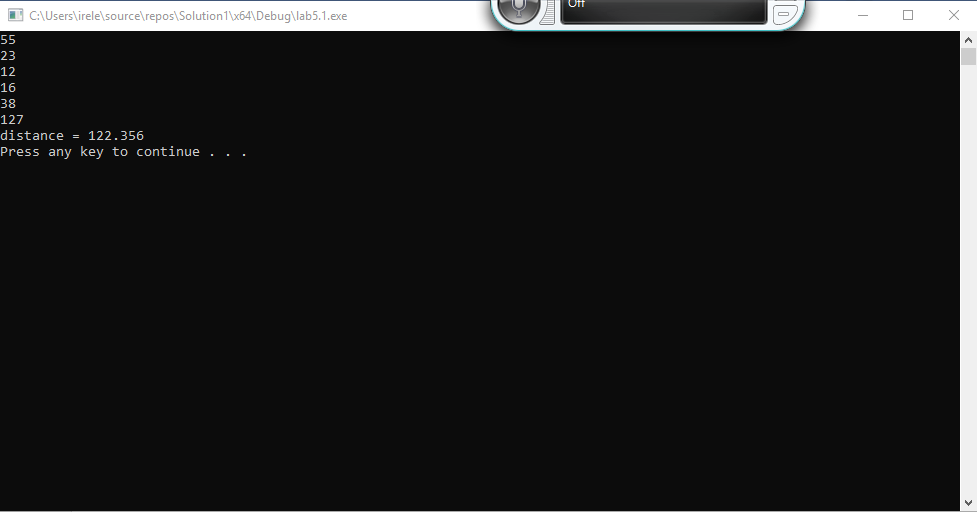 C:\Users\irele\source\repos\Solution1\x64\Debug\lab5.1.exe
Off
55
23
12
16
38
127
distance = 122.356
Press any key to continue . . .